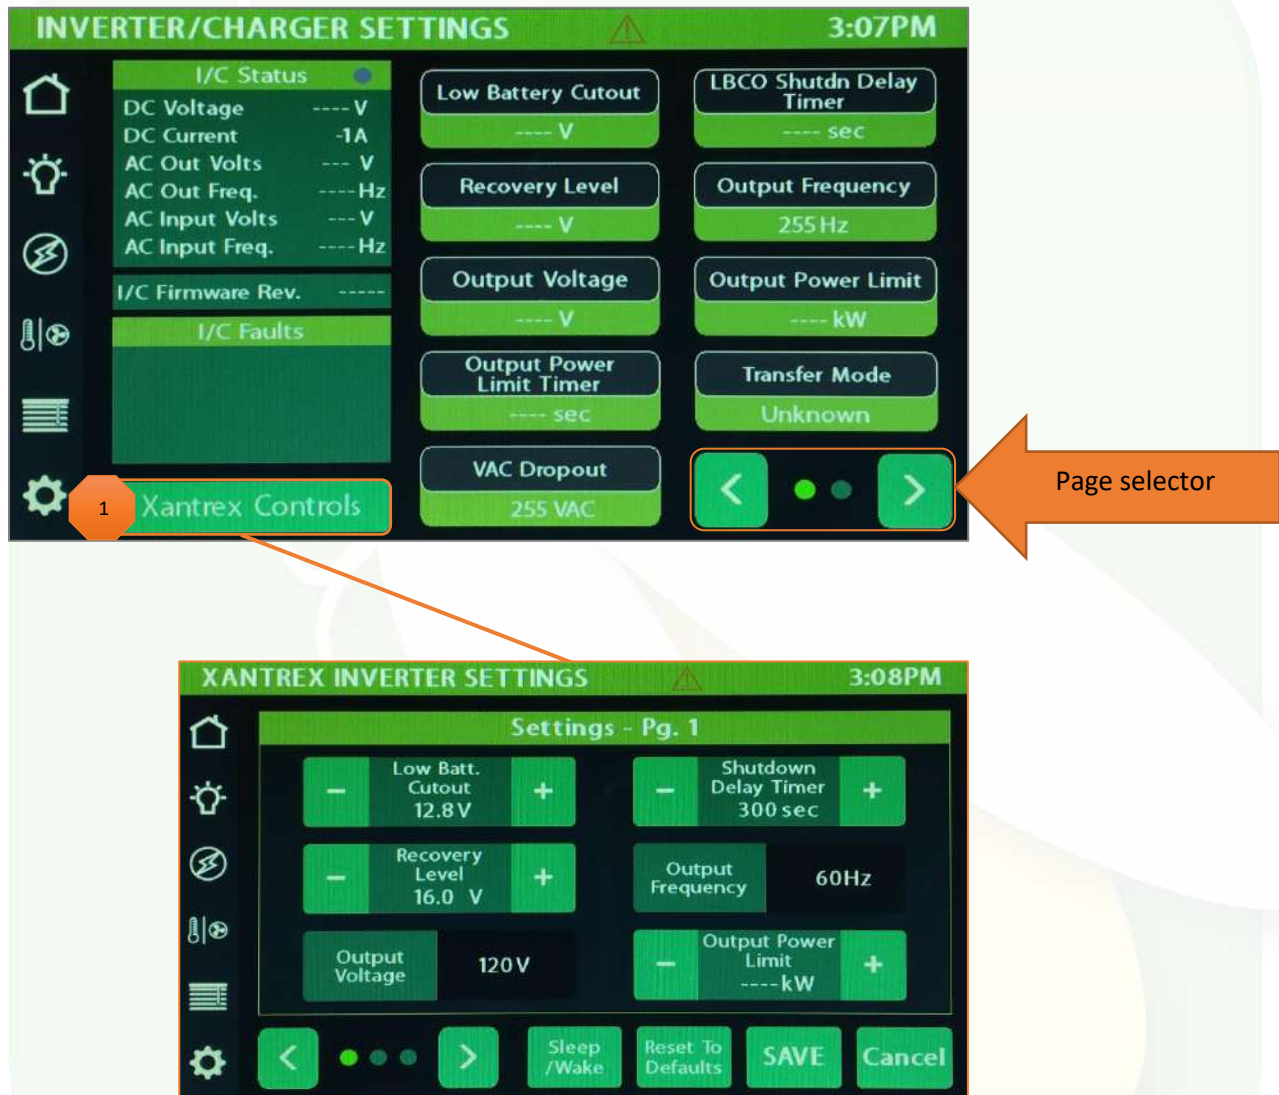 INVERTER/CHARGER SETTINGS
3:07PM
I/C Status
DC Voltage ---- V
DC Current -1A
AC Out Volts --- V
AC Out Freq. ----Hz
AC Input Volts ---V
AC Input Freq. ----Hz
I/C Firmware Rev. -----
I/C Faults
Xantrex Controls
1
Low Battery Cutout
---- V
Recovery Level
---- V
Output Voltage
---- V
Output Power
Limit Timer
---- sec
VAC Dropout
255 VAC
LBCO Shutdn Delay
Timer
---- sec
Output Frequency
255Hz
Output Power Limit
---- kW
Transfer Mode
Unknown
<
>
Page selector
XANTREX INVERTER SETTINGS
3:08PM
Settings - Pg. 1
-
Low Batt.
Cutout
12.8V
+
-
Shutdown
Delay Timer
300 sec
+
-
Recovery
Level
16.0 V
+
Output
Frequency
60Hz
Output
Voltage
120V
-
Output Power
Limit
----kW
+
<
>
Sleep
/Wake
Reset To
Defaults
SAVE
Cancel